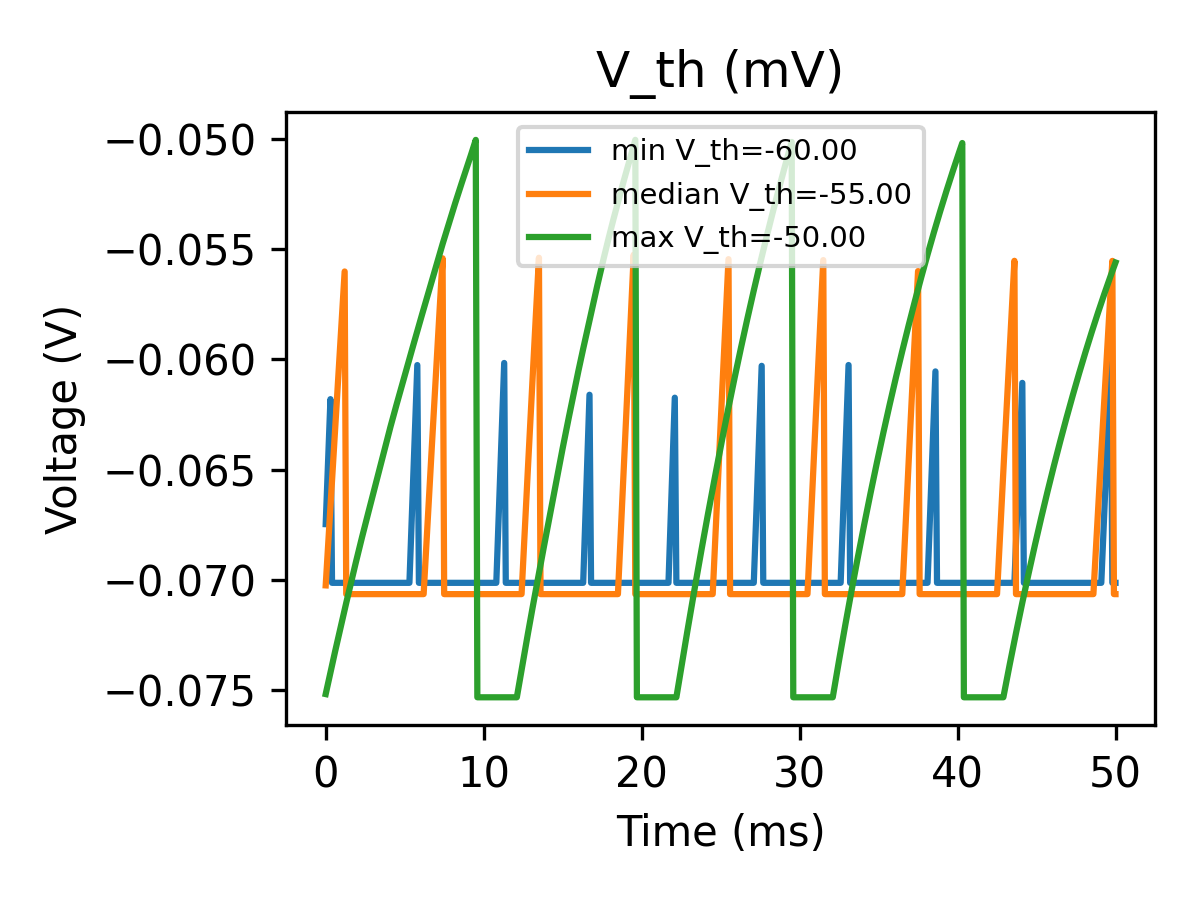 V_th (mV)
min V_th=-60.00
median V_th=-55.00
max V_th=-50.00
Voltage (V)
−0.050
−0.055
−0.060
−0.065
−0.070
−0.075
0 10 20 30 40 50
Time (ms)